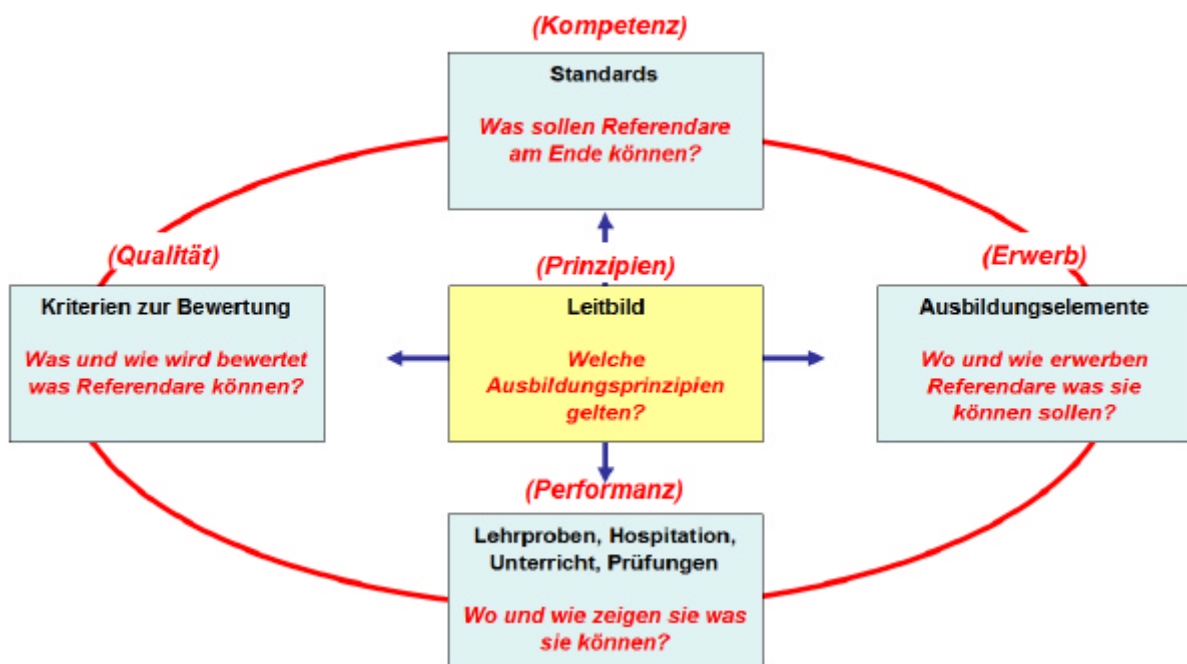 (Kompetenz)
Standards
Was sollen Referendare
am Ende können?
(Qualität)
Kriterien zur Bewertung
Was und wie wird bewertet
was Referendare können?
(Prinzipien)
Leitbild
Welche
Ausbildungsprinzipien
gelten?
(Erwerb)
Ausbildungselemente
Wo und wie erwerben
Referendare was sie
können sollen?
(Performanz)
Lehrproben, Hospitation,
Unterricht, Prüfungen
Wo und wie zeigen sie was
sie können?